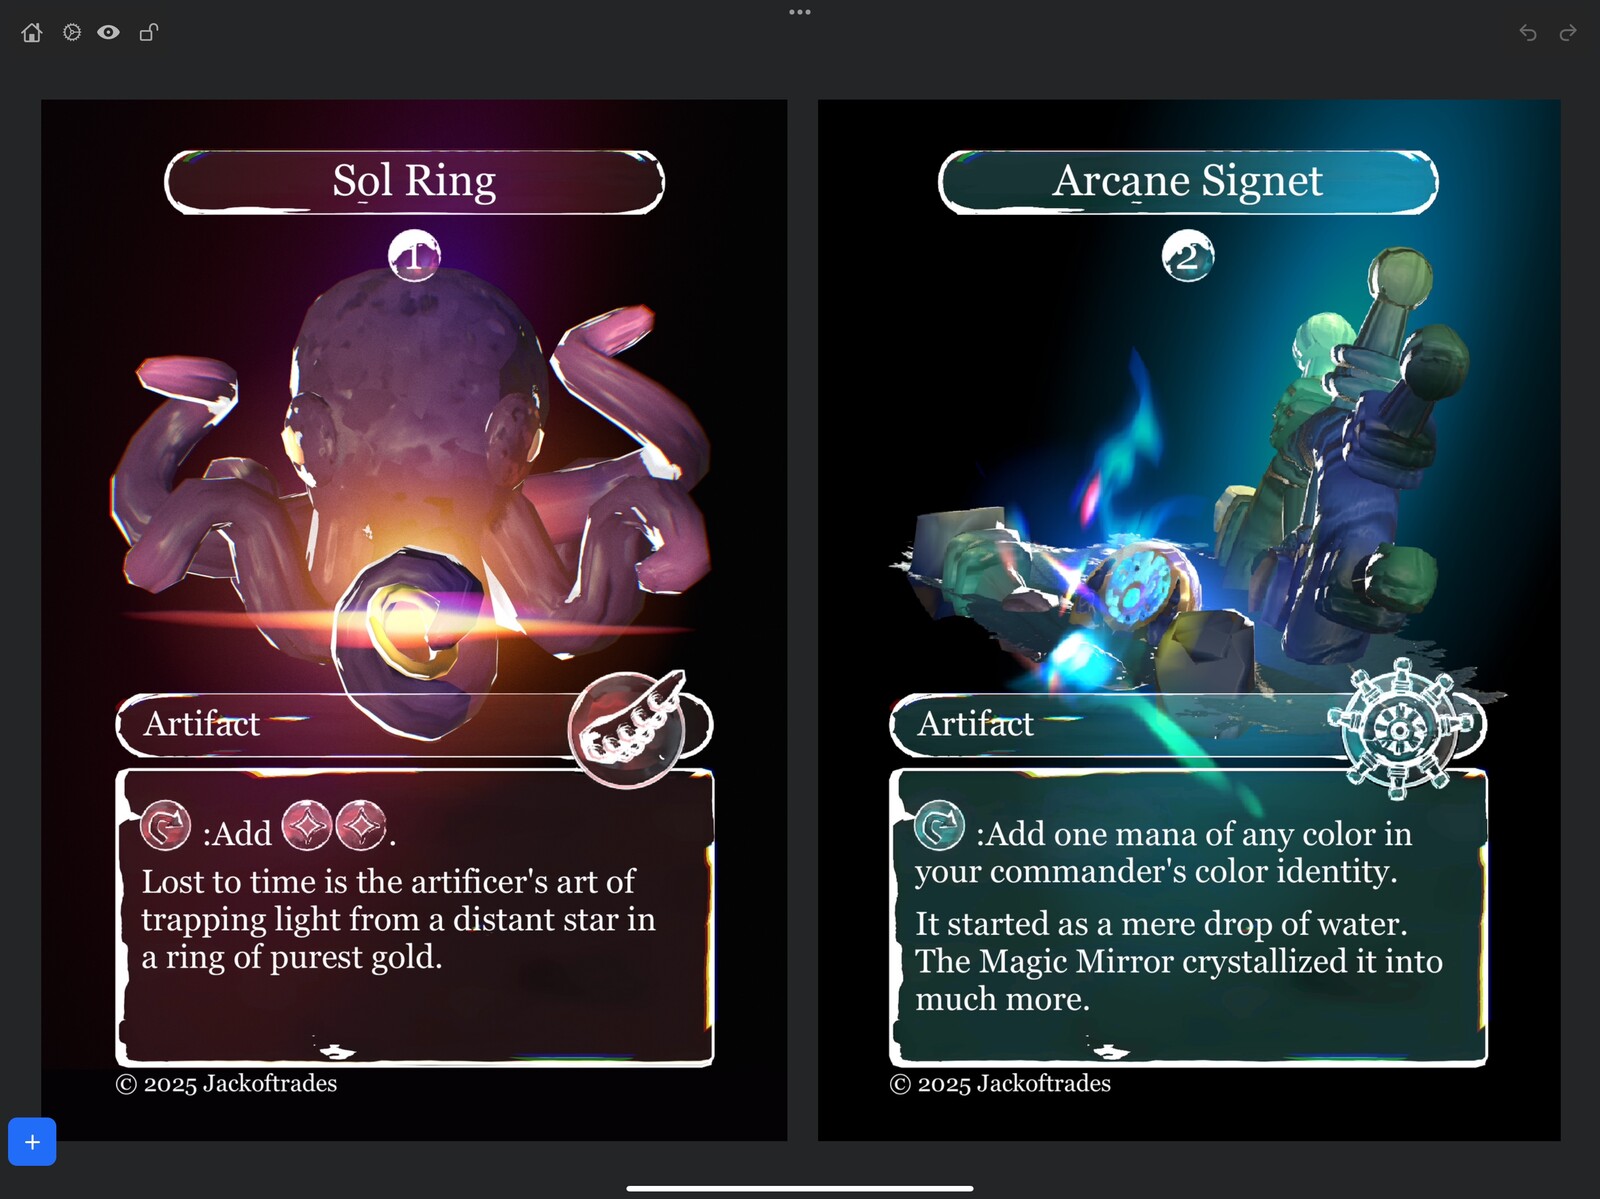 Sol Ring
1
Artifact
:Add .
Lost to time is the artificer's art of
trapping light from a distant star in
a ring of purest gold.
© 2025 Jackoftrades
Arcane Signet
2
Artifact
:Add one mana of any color in
your commander's color identity.
It started as a mere drop of water.
The Magic Mirror crystallized it into
much more.
© 2025 Jackoftrades